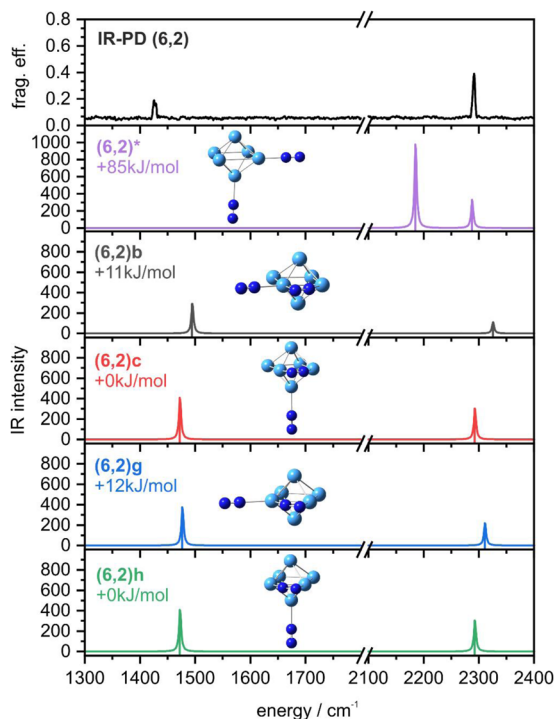 IR-PD (6,2)
frag. eff.
0.8
0.6
0.4
0.2
0.0
(6,2)*
+85kJ/mol
1000
800
600
400
200
0
(6,2)b
+11kJ/mol
800
600
400
200
0
(6,2)c
+0kJ/mol
IR intensity
800
600
400
200
0
(6,2)g
+12kJ/mol
800
600
400
200
0
(6,2)h
+0kJ/mol
800
600
400
200
0
1300 1400 1500 1600 1700 2100 2200 2300 2400
energy / cm⁻¹